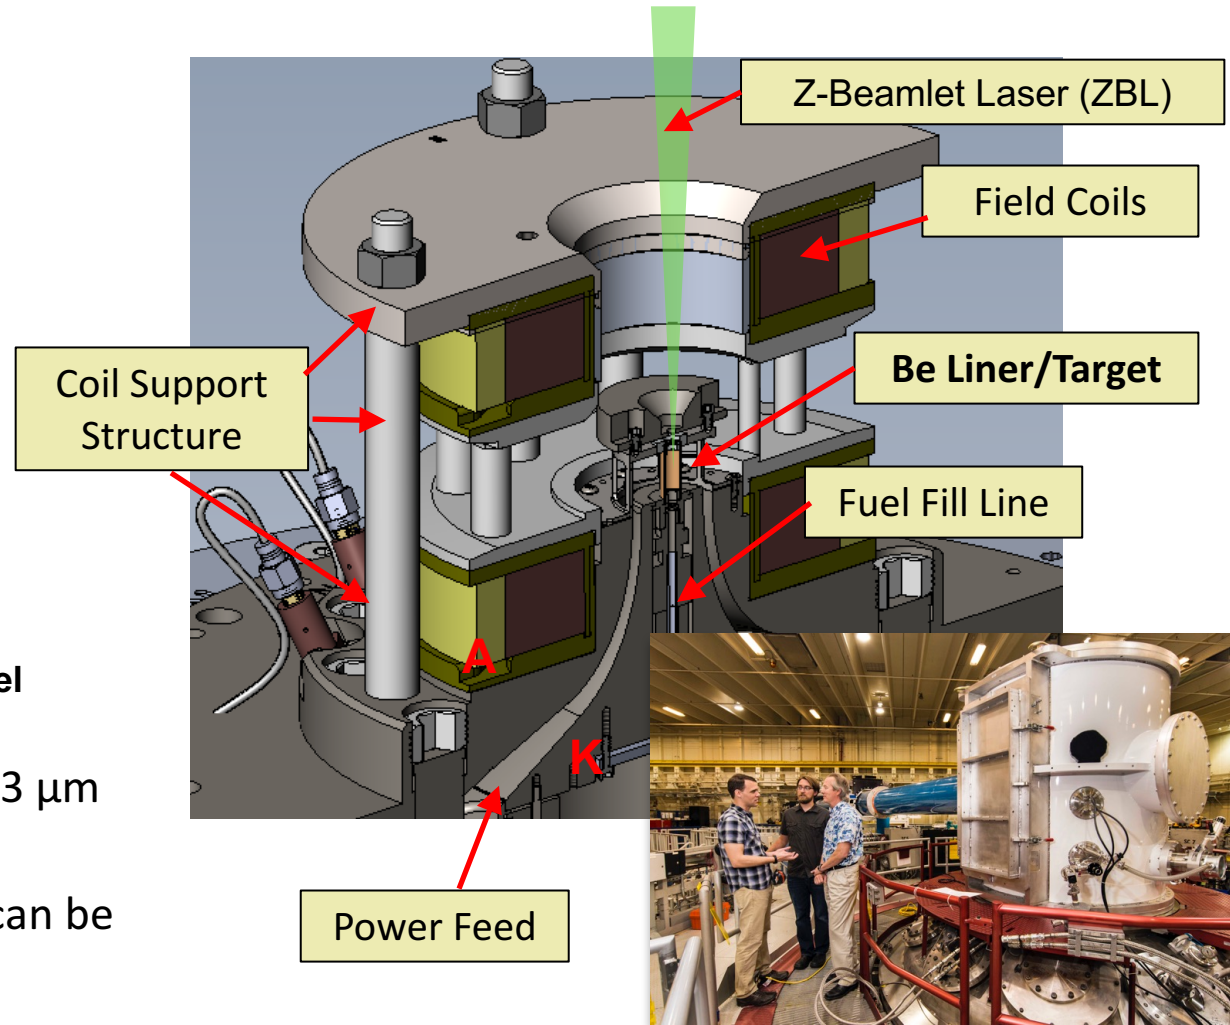 Z-Beamlet Laser (ZBL)
Field Coils
Be Liner/Target
Coil Support
Structure
Fuel Fill Line
A
el
K
3 μm
can be
Power Feed